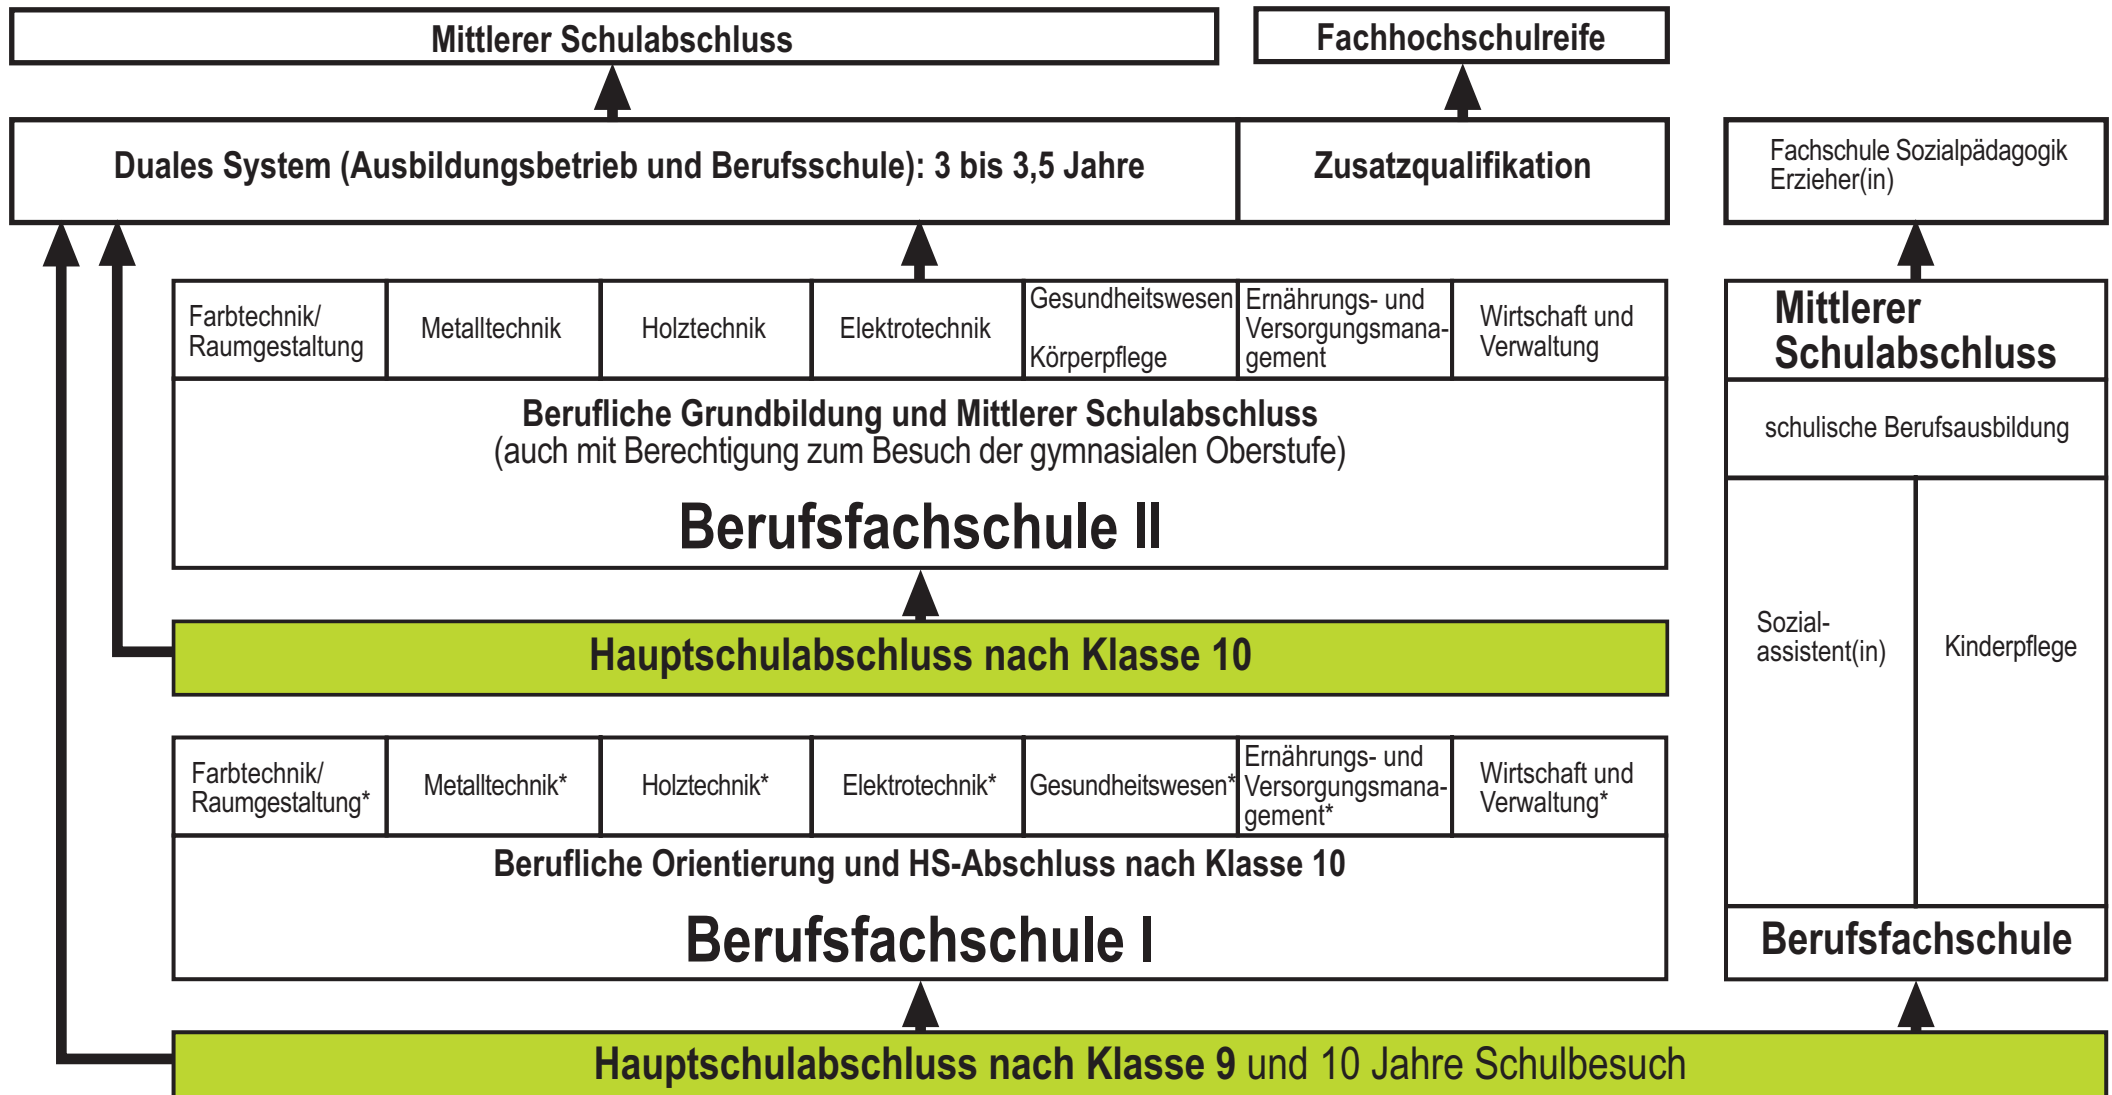 Mittlerer Schulabschluss
Fachhochschulreife
Duales System (Ausbildungsbetrieb und Berufsschule): 3 bis 3,5 Jahre
Zusatzqualifikation
Fachschule Sozialpädagogik
Erzieher(in)
Farbtechnik/
Raumgestaltung
Metalltechnik
Holztechnik
Elektrotechnik
Gesundheitswesen
Körperpflege
Ernährungs- und
Versorgungsmana-
gement
Wirtschaft und
Verwaltung
Berufliche Grundbildung und Mittlerer Schulabschluss
(auch mit Berechtigung zum Besuch der gymnasialen Oberstufe)
Berufsfachschule II
Hauptschulabschluss nach Klasse 10
Farbtechnik/
Raumgestaltung*
Metalltechnik*
Holztechnik*
Elektrotechnik*
Gesundheitswesen*
Ernährungs- und
Versorgungsmana-
gement*
Wirtschaft und
Verwaltung*
Berufliche Orientierung und HS-Abschluss nach Klasse 10
Berufsfachschule I
Mittlerer
Schulabschluss
schulische Berufsausbildung
Sozial-
assistent(in)
Kinderpflege
Berufsfachschule
Hauptschulabschluss nach Klasse 9 und 10 Jahre Schulbesuch